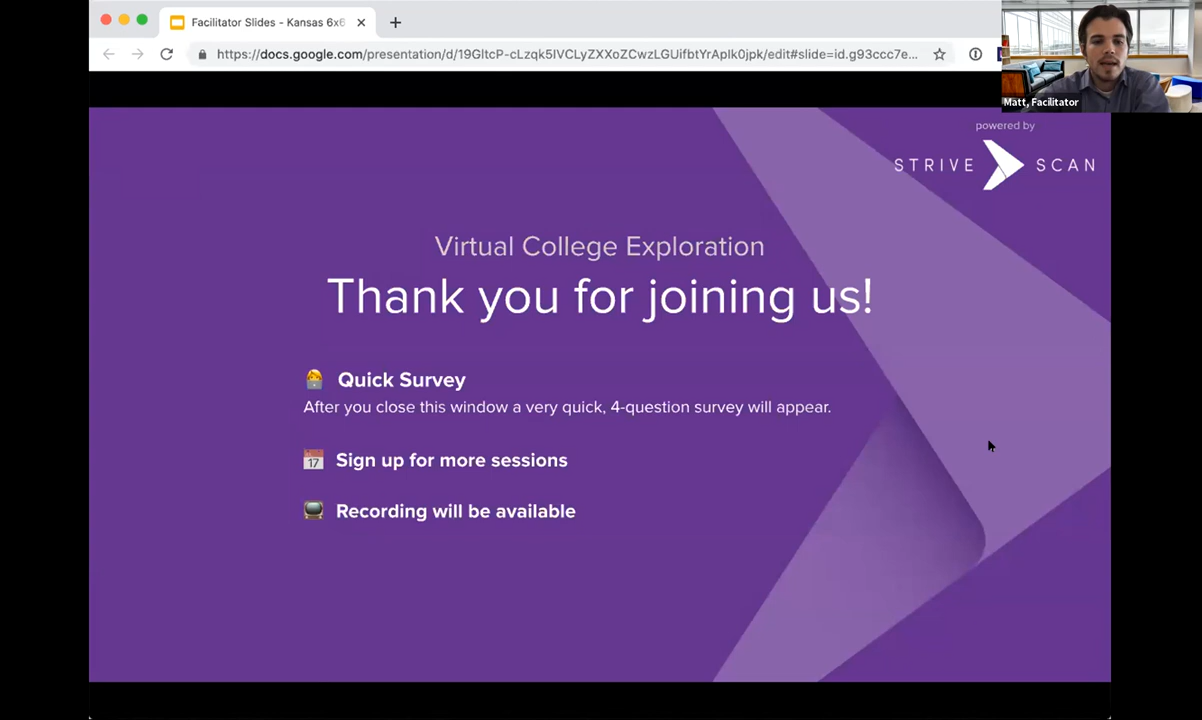 Facilitator Slides - Kansas 6x6
https://docs.google.com/presentation/d/19GltcP-cLzqk5IVCLyZXXoZCwzLGUifbtYrAplk0jpk/edit#slide=id.g93ccc7e...
Matt, Facilitator
powered by
STRIVE SCAN
Virtual College Exploration
Thank you for joining us!
Quick Survey
After you close this window a very quick, 4-question survey will appear.
17
Sign up for more sessions
Recording will be available